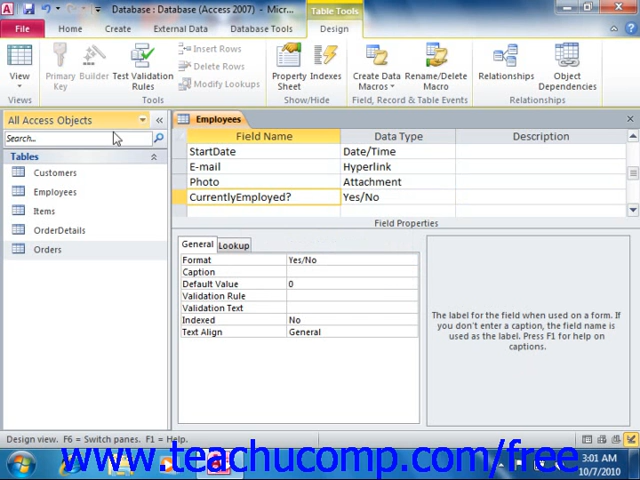 Database : Database (Access 2007) - Micr...
Table Tools
File
Home
Create
External Data
Database Tools
Design
View
Primary
Key
Builder
Test Validation
Rules
Insert Rows
Delete Rows
Modify Lookups
Property
Sheet
Indexes
Create Data
Macros
Rename/Delete
Macro
Relationships
Object
Dependencies
Views
Tools
Show/Hide
Field, Record & Table Events
Relationships
All Access Objects
Search...
Tables
Customers
Employees
Items
OrderDetails
Orders
Employees
Field Name Data Type Description
StartDate Date/Time
E-mail Hyperlink
Photo Attachment
CurrentlyEmployed? Yes/No
Field Properties
General Lookup
Format Yes/No
Caption
Default Value 0
Validation Rule
Validation Text
Indexed No
Text Align General
The label for the field when used on a form. If
you don't enter a caption, the field name is
used as the label. Press F1 for help on
captions.
Design view. F6 = Switch panes. F1 = Help.
www.teachucomp.com/free
3:01 AM
10/7/2010